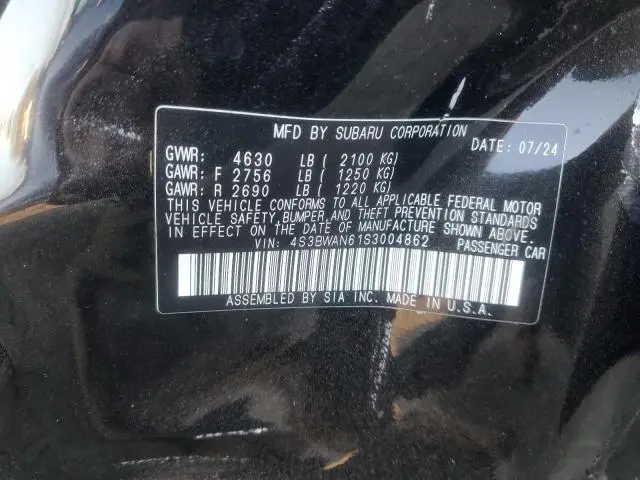 MFD BY SUBARU CORPORATION
DATE: 07/24
GVWR: 4630 LB ( 2100 KG)
GAWR: F 2756 LB ( 1250 KG)
GAWR: R 2690 LB ( 1220 KG)
THIS VEHICLE CONFORMS TO ALL APPLICABLE FEDERAL MOTOR
VEHICLE SAFETY, BUMPER, AND THEFT PREVENTION STANDARDS
IN EFFECT ON THE DATE OF MANUFACTURE SHOWN ABOVE.
VIN: 4S3BWAN61S3004862 PASSENGER CAR
ASSEMBLED BY SIA INC. MADE IN U.S.A.